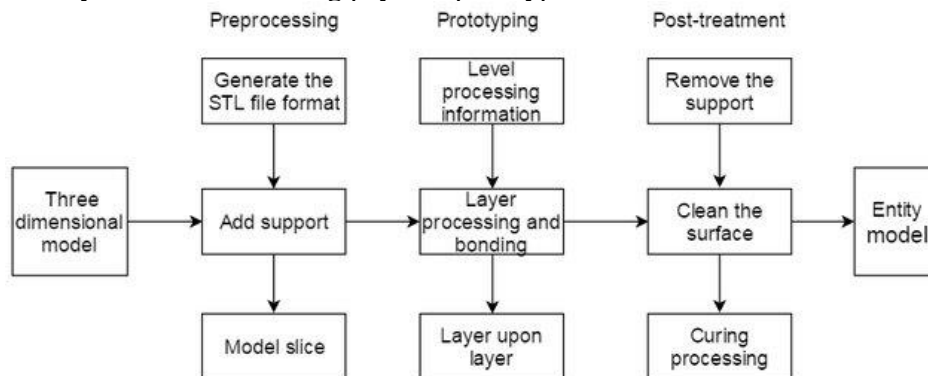 Preprocessing
Prototyping
Post-treatment
Generate the
STL file format
Level
processing
information
Remove the
support
Three
dimensional
model
Add support
Layer
processing and
bonding
Clean the
surface
Entity
model
Model slice
Layer upon
layer
Curing
processing